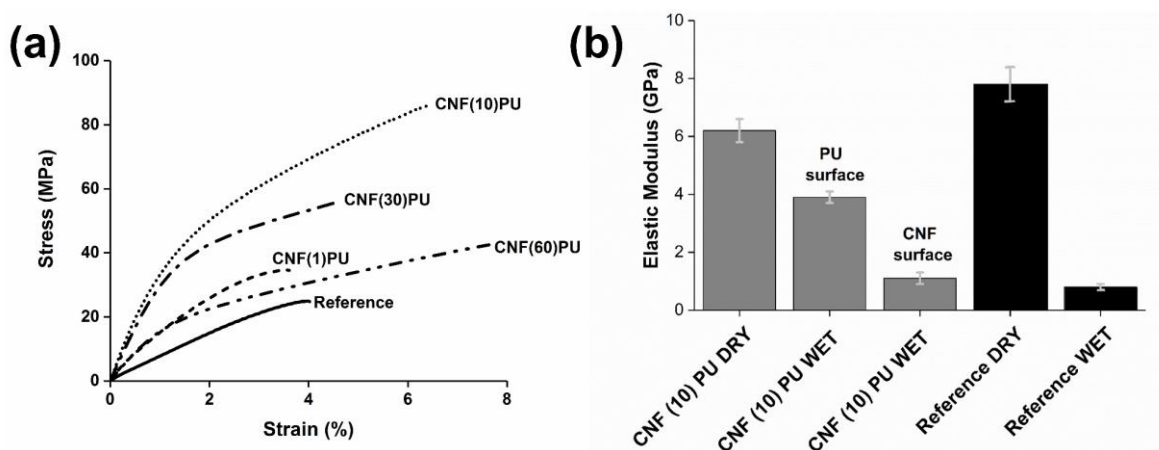 (a)
Stress (MPa)
100
80
60
40
20
0
CNF(10)PU
CNF(30)PU
CNF(1)PU
CNF(60)PU
Reference
0 2 4 6 8
Strain (%)
(b)
Elastic Modulus (GPa)
10
8
6
4
2
0
PU
surface
CNF
surface
CNF (10) PU DRY
CNF (10) PU WET
CNF (10) PU WET
Reference DRY
Reference WET